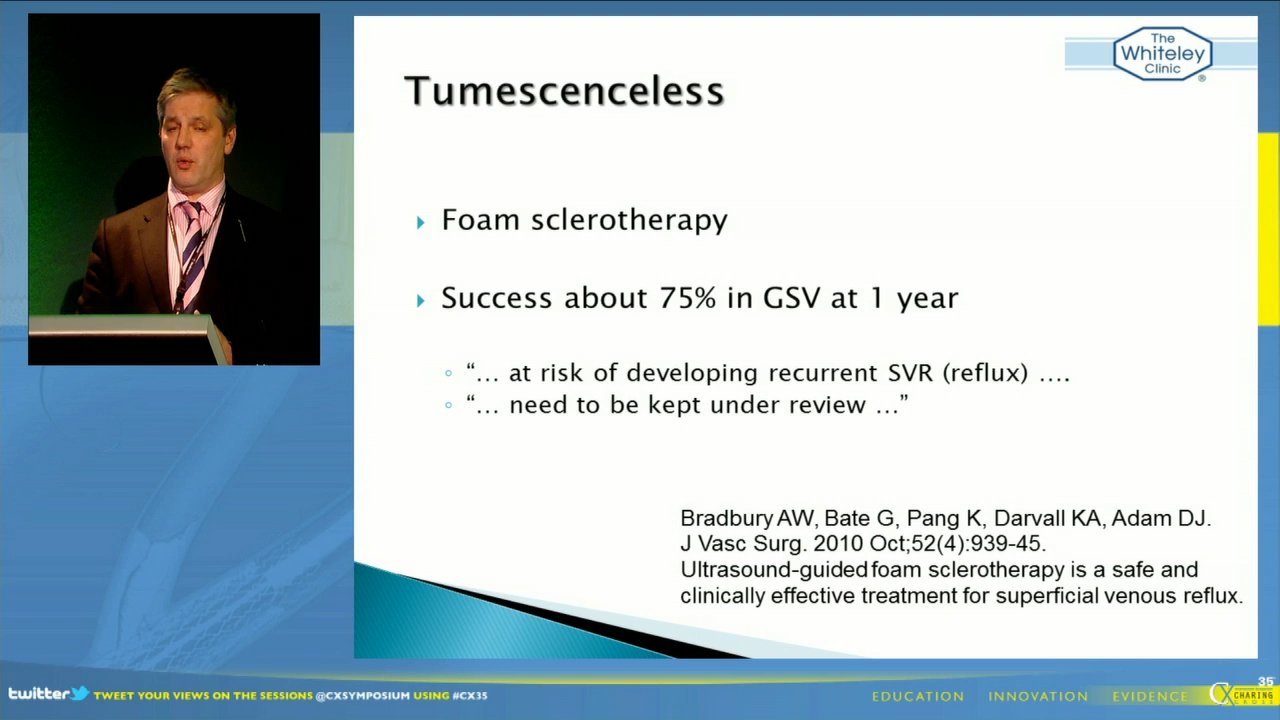 The
Whiteley
Clinic
®
Tumescenceless
Foam sclerotherapy
Success about 75% in GSV at 1 year
“… at risk of developing recurrent SVR (reflux) ….
“… need to be kept under review …”
Bradbury AW, Bate G, Pang K, Darvall KA, Adam DJ.
J Vasc Surg. 2010 Oct;52(4):939-45.
Ultrasound-guided foam sclerotherapy is a safe and
clinically effective treatment for superficial venous reflux.
twitter TWEET YOUR VIEWS ON THE SESSIONS @CXSYMPOSIUM USING #CX35
EDUCATION INNOVATION EVIDENCE
35
CX CHARING
CROSS